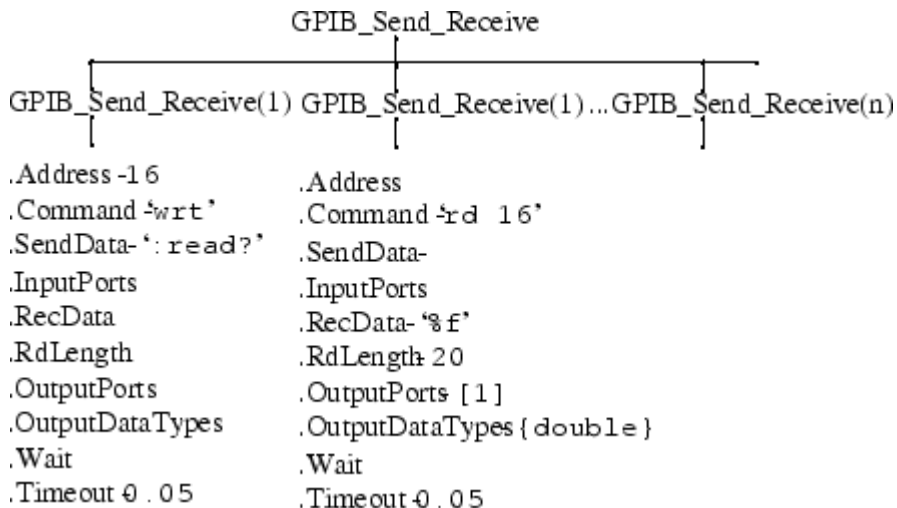 GPIB_Send_Receive
GPIB_Send_Receive(1) GPIB_Send_Receive(1)...GPIB_Send_Receive(n)
.Address -16
.Command -'wrt'
.SendData- ':read?'
.InputPorts
.RecData
.RdLength
.OutputPorts
.OutputDataTypes
.Wait
.Timeout -0.05
.Address
.Command -'rd 16'
.SendData-
.InputPorts
.RecData- '%f'
.RdLength- 20
.OutputPorts- [1]
.OutputDataTypes-{double}
.Wait
.Timeout -0.05